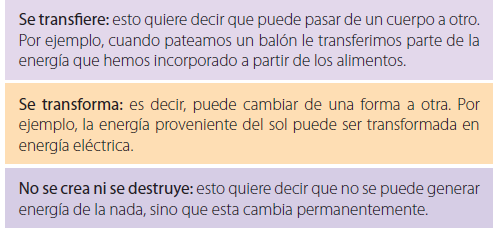 Se transfiere: esto quiere decir que puede pasar de un cuerpo a otro.
Por ejemplo, cuando pateamos un balón le transferimos parte de la
energía que hemos incorporado a partir de los alimentos.
Se transforma: es decir, puede cambiar de una forma a otra. Por
ejemplo, la energía proveniente del sol puede ser transformada en
energía eléctrica.
No se crea ni se destruye: esto quiere decir que no se puede generar
energía de la nada, sino que esta cambia permanentemente.